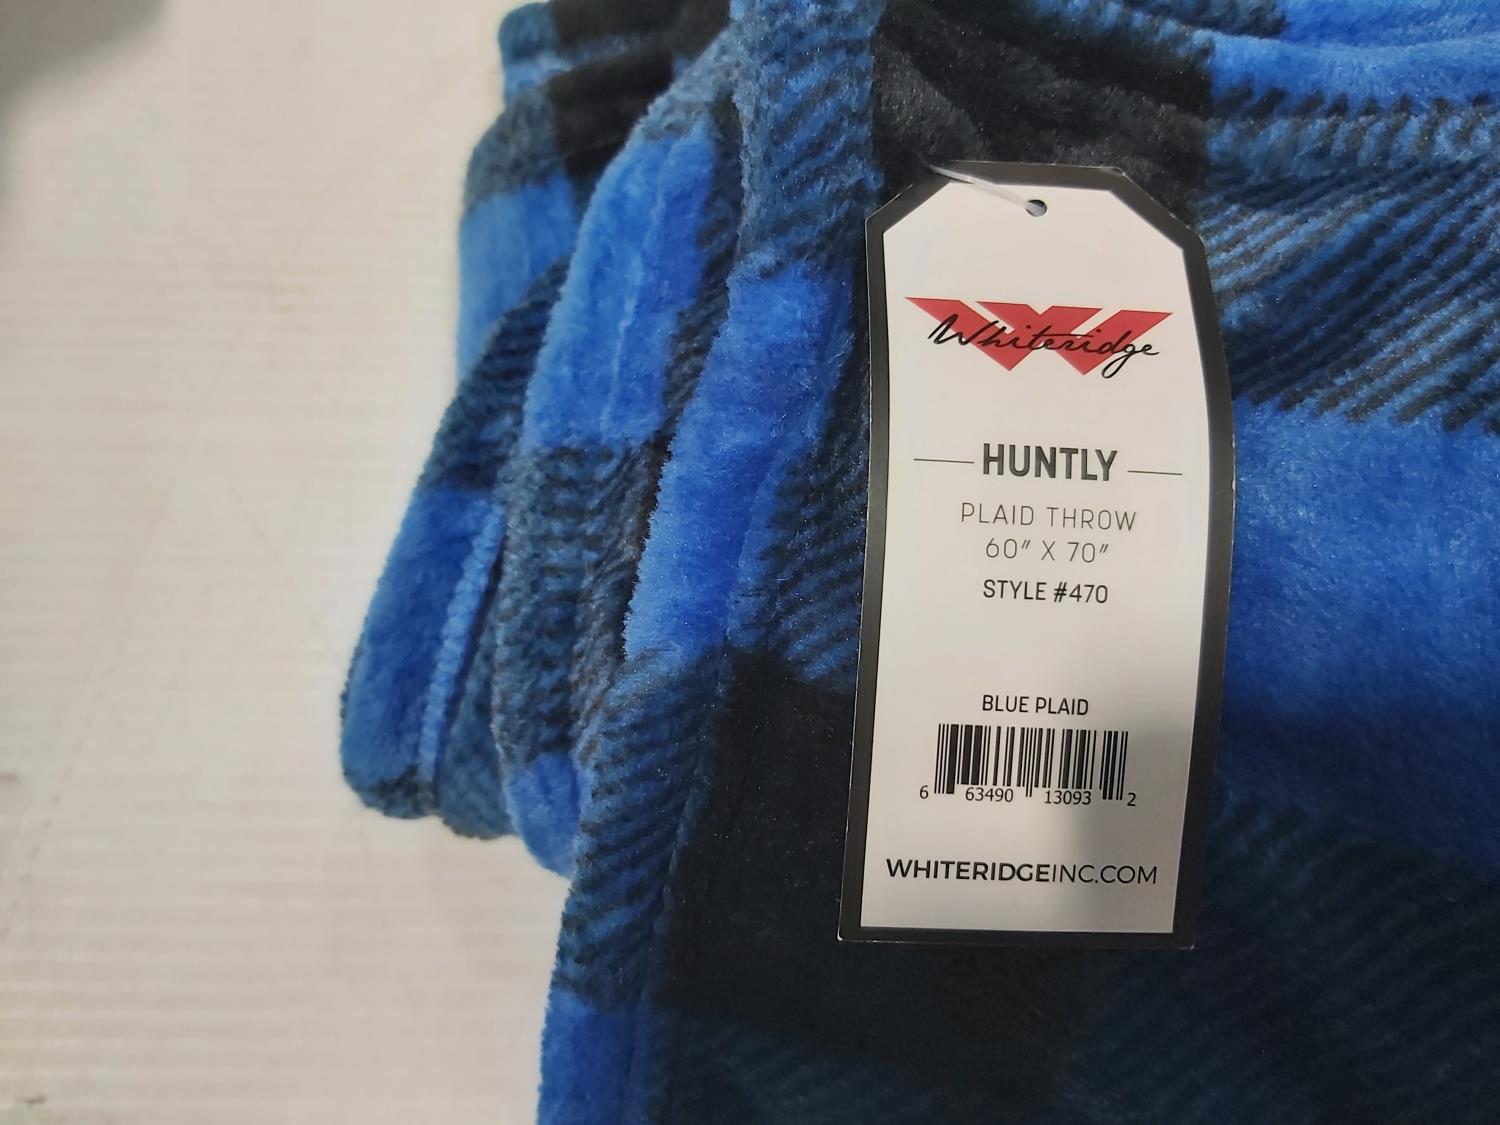 Whiteridge
HUNTLY
PLAID THROW
60" X 70"
STYLE #470
BLUE PLAID
6 63490 13093 2
WHITERIDGEINC.COM